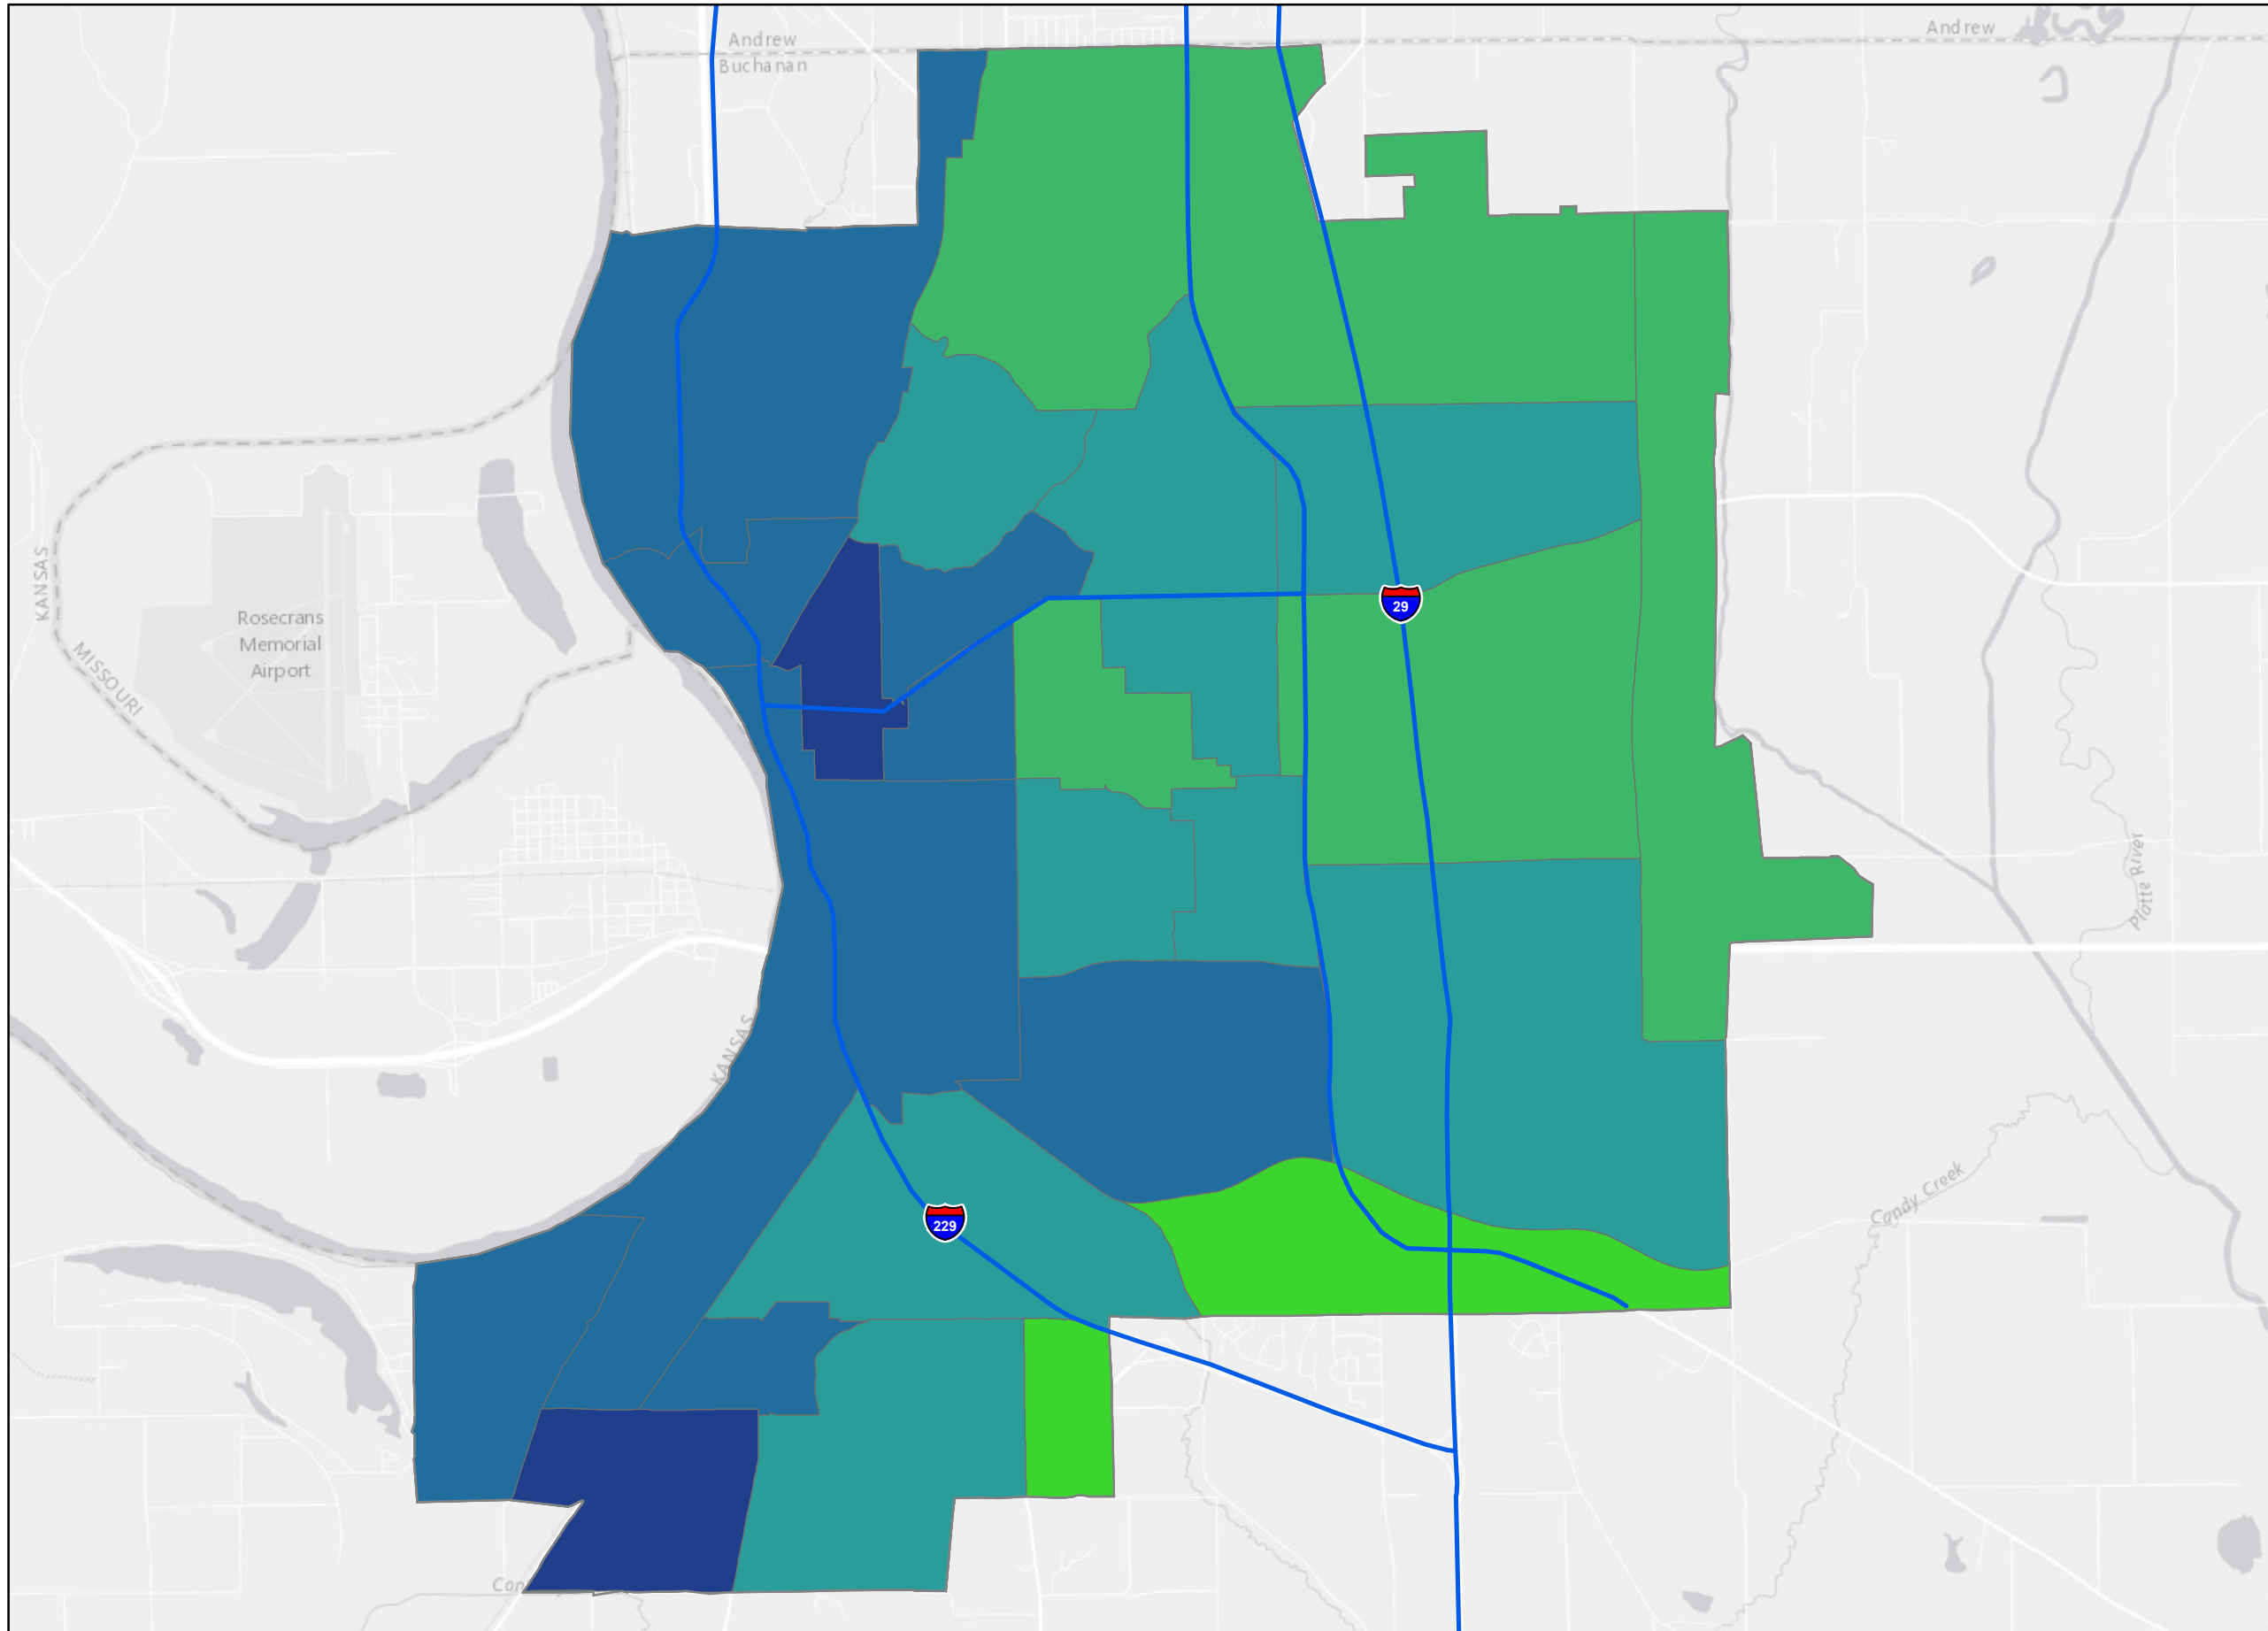 Andrew
Andrew
Buchanan
KANSAS
29
Rosecrans
Memorial
Airport
MISSOURI
Platte River
KANSAS
Candy Creek
229